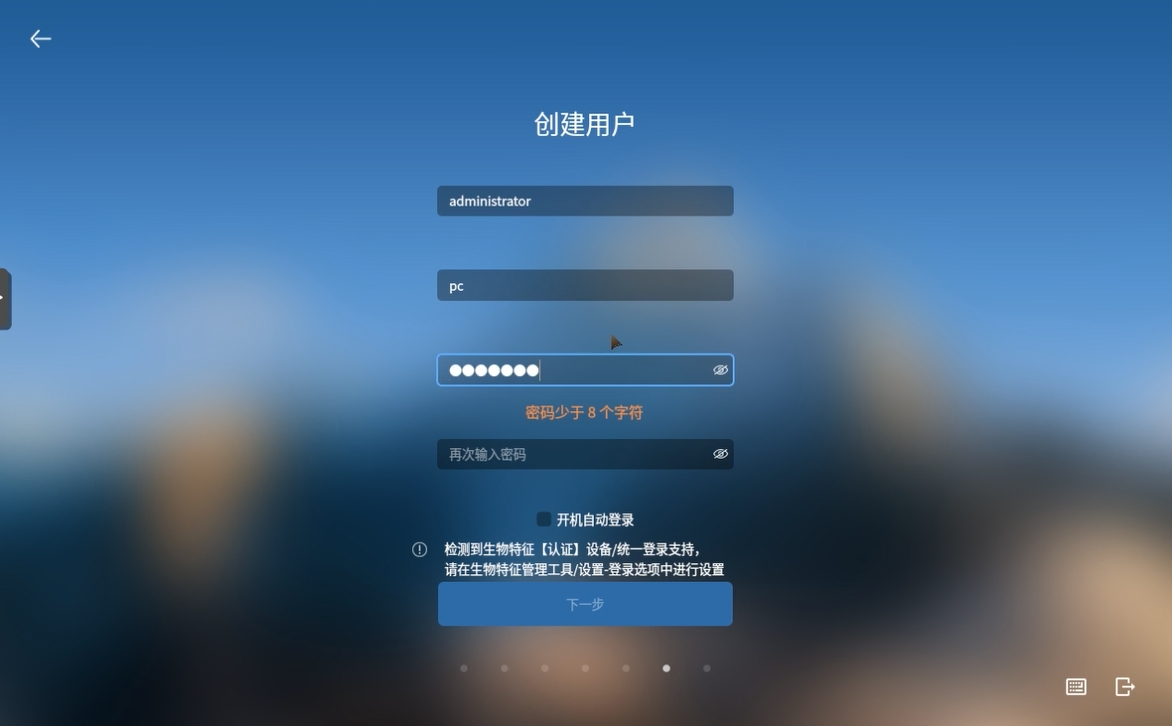 创建用户
administrator
pc
●●●●●●●
密码少于 8 个字符
再次输入密码
开机自动登录
检测到生物特征【认证】设备/统一登录支持，
请在生物特征管理工具/设置-登录选项中进行设置
下一步